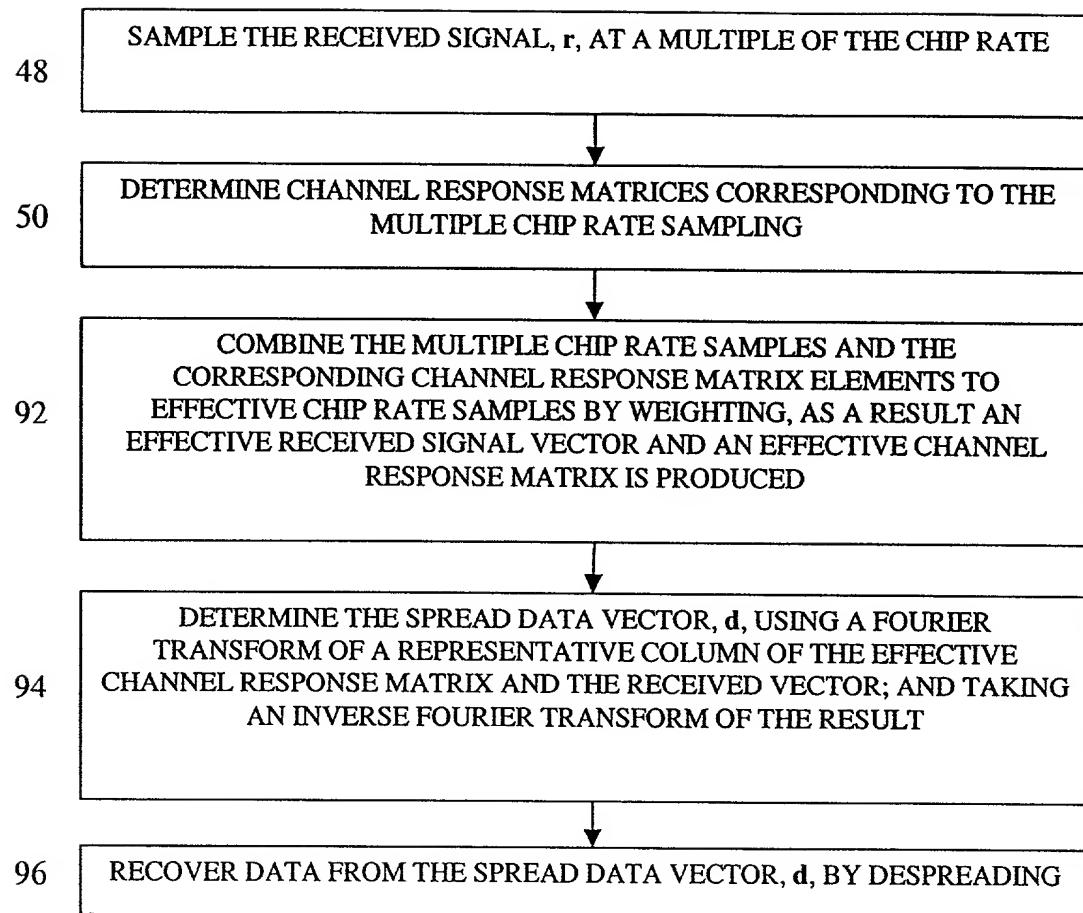 48
SAMPLE THE RECEIVED SIGNAL, r, AT A MULTIPLE OF THE CHIP RATE
50
DETERMINE CHANNEL RESPONSE MATRICES CORRESPONDING TO THE
MULTIPLE CHIP RATE SAMPLING
92
COMBINE THE MULTIPLE CHIP RATE SAMPLES AND THE
CORRESPONDING CHANNEL RESPONSE MATRIX ELEMENTS TO
EFFECTIVE CHIP RATE SAMPLES BY WEIGHTING, AS A RESULT AN
EFFECTIVE RECEIVED SIGNAL VECTOR AND AN EFFECTIVE CHANNEL
RESPONSE MATRIX IS PRODUCED
94
DETERMINE THE SPREAD DATA VECTOR, d, USING A FOURIER
TRANSFORM OF A REPRESENTATIVE COLUMN OF THE EFFECTIVE
CHANNEL RESPONSE MATRIX AND THE RECEIVED VECTOR; AND TAKING
AN INVERSE FOURIER TRANSFORM OF THE RESULT
96
RECOVER DATA FROM THE SPREAD DATA VECTOR, d, BY DESPREADING